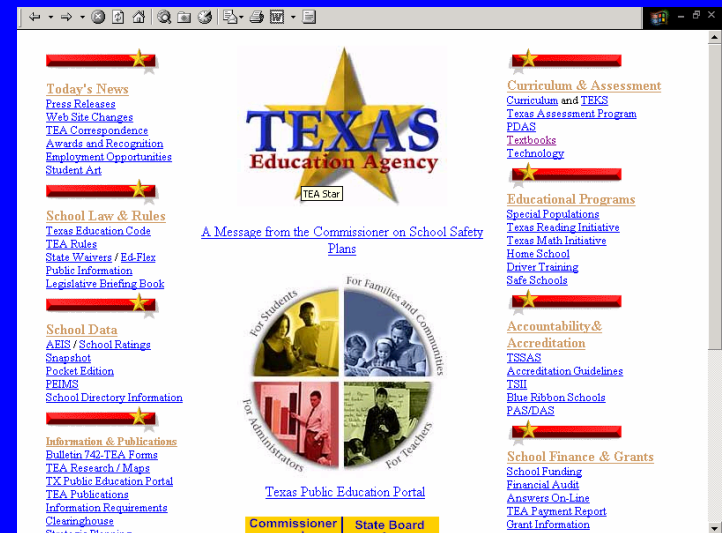 Today's News
Press Releases
Web Site Changes
TEA Correspondence
Awards and Recognition
Employment Opportunities
Student Art
School Law & Rules
Texas Education Code
TEA Rules
State Waivers / Ed-Flex
Public Information
Legislative Briefing Book
School Data
AEIS / School Ratings
Snapshot
Pocket Edition
PEIMS
School Directory Information
Information & Publications
Bulletin 742-TEA Forms
TEA Research / Maps
TX Public Education Portal
TEA Publications
Information Requirements
Clearinghouse
Strategic Planning
TEXAS
Education Agency
TEA Star
A Message from the Commissioner on School Safety
Plans
For Students
For Families and Communities
For Administrators
For Teachers
Texas Public Education Portal
Commissioner
State Board
Curriculum & Assessment
Curriculum and TEKS
Texas Assessment Program
PDAS
Textbooks
Technology
Educational Programs
Special Populations
Texas Reading Initiative
Texas Math Initiative
Home School
Driver Training
Safe Schools
Accountability&
Accreditation
TSSAS
Accreditation Guidelines
TSII
Blue Ribbon Schools
PAS/DAS
School Finance & Grants
School Funding
Financial Audit
Answers On-Line
TEA Payment Report
Grant Information